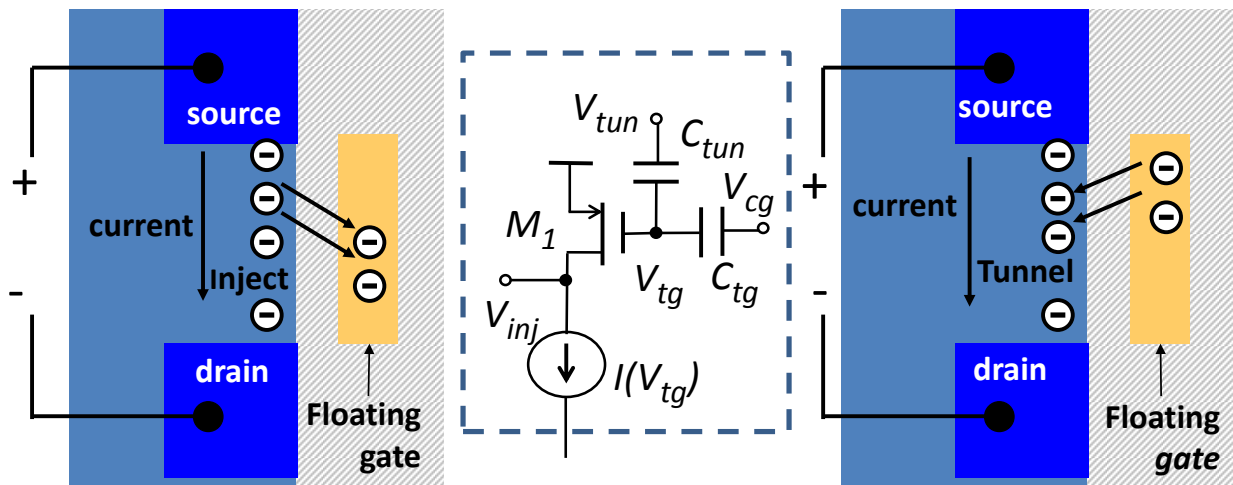 source
+
current
Inject
-
drain
Floating
gate
V_tun
C_tun
V_cg
M_1
V_tg
C_tg
V_inj
I(V_tg)
source
+
current
Tunnel
-
drain
Floating
gate